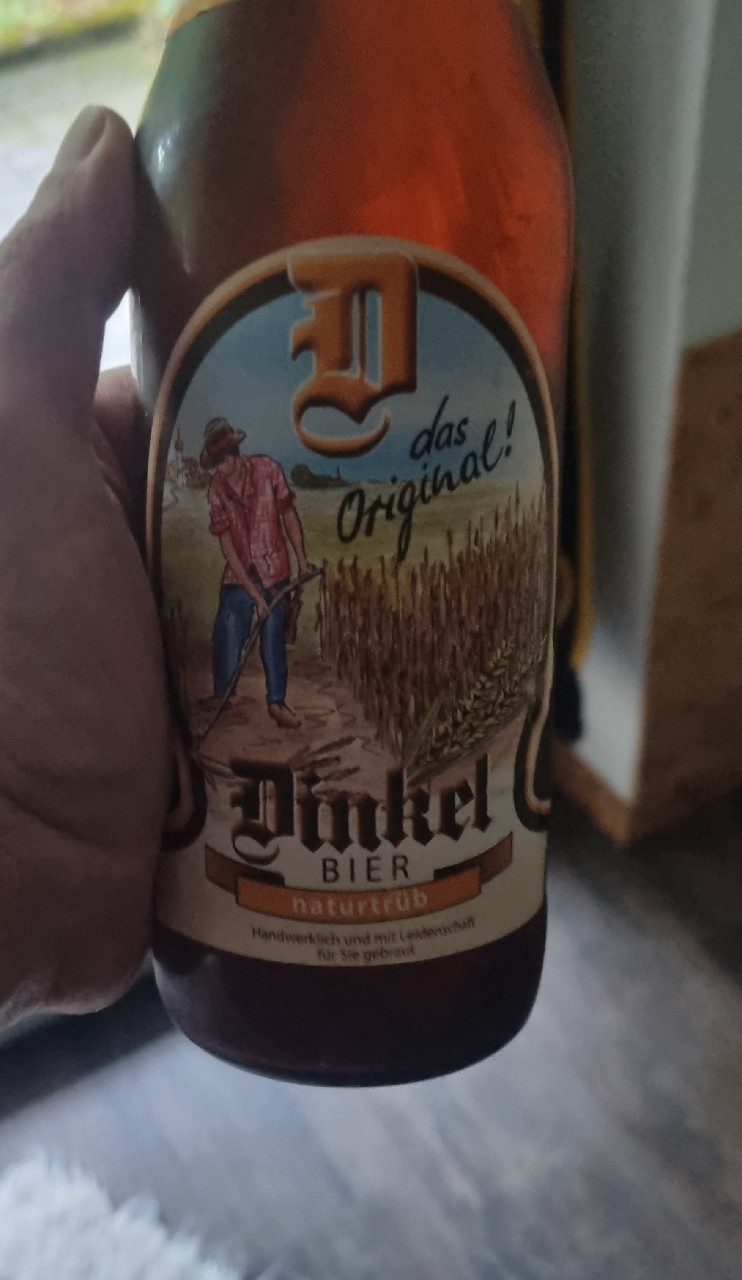 D
das
Original!
Dinkel
BIER
naturtrüb
Handwerklich und mit Leidenschaft
für Sie gebraut